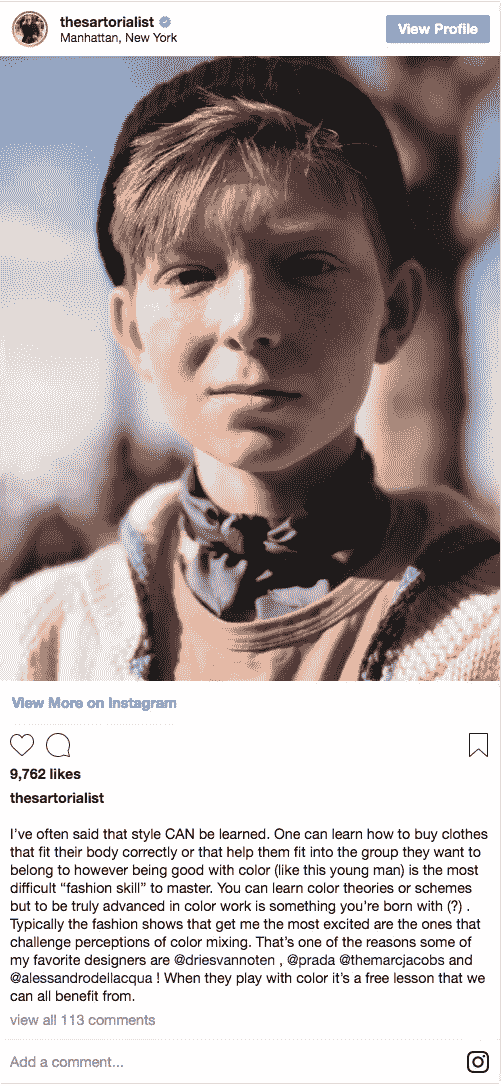 thesartorialist
Manhattan, New York
View Profile
View More on Instagram
9,762 likes
thesartorialist
I've often said that style CAN be learned. One can learn how to buy clothes
that fit their body correctly or that help them fit into the group they want to
belong to however being good with color (like this young man) is the most
difficult “fashion skill” to master. You can learn color theories or schemes
but to be truly advanced in color work is something you're born with (?) .
Typically the fashion shows that get me the most excited are the ones that
challenge perceptions of color mixing. That's one of the reasons some of
my favorite designers are @driesvannoten , @prada @themarcjacobs and
@alessandrodellacqua ! When they play with color it's a free lesson that we
can all benefit from.
view all 113 comments
Add a comment...